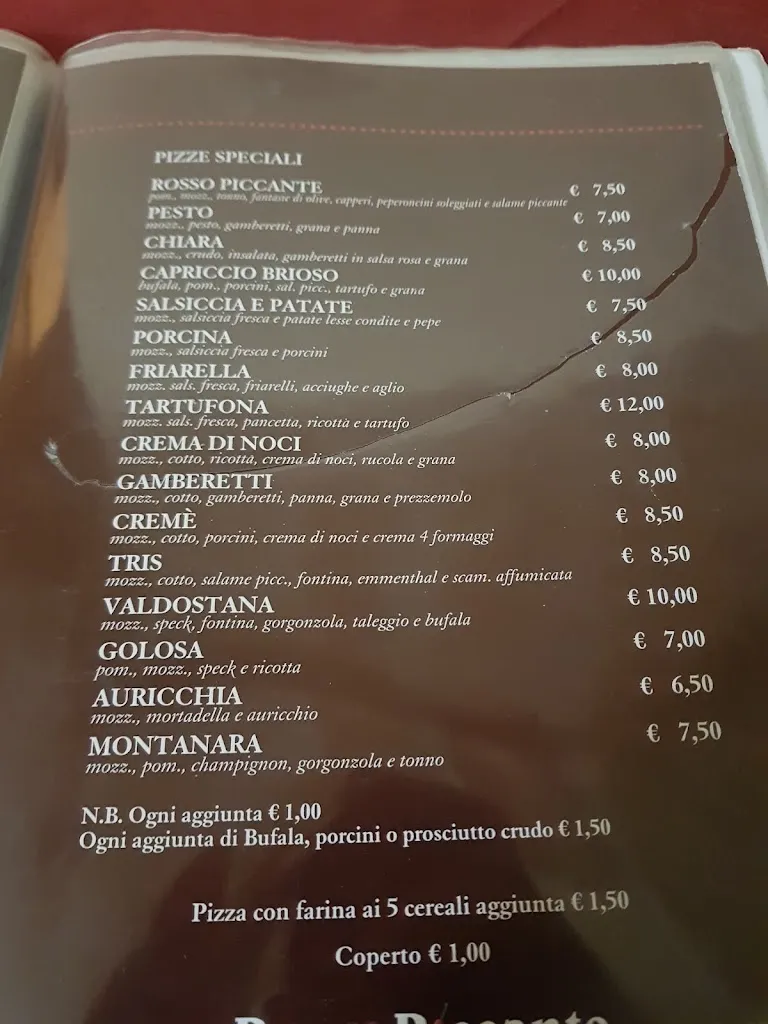 PIZZE SPECIALI
ROSSO PICCANTE € 7,50
pom., mozz., tonno, fantasie di olive, capperi, peperoncini soleggiati e salame piccante
PESTO € 7,00
mozz., pesto, gamberetti, grana e panna
CHIARA € 8,50
mozz., crudo, insalata, gamberetti in salsa rosa e grana
CAPRICCIO BRIOSO € 10,00
bufala, pom., porcini, sal. picc., tartufo e grana
SALSICCIA E PATATE € 7,50
mozz., salsiccia fresca e patate lesse condite e pepe
PORCINA € 8,50
mozz., salsiccia fresca e porcini
FRIARELLA € 8,00
mozz. sals. fresca, friarelli, acciughe e aglio
TARTUFONA € 12,00
mozz. sals. fresca, pancetta, ricotta e tartufo
CREMA DI NOCI € 8,00
mozz., cotto, ricotta, crema di noci, rucola e grana
GAMBERETTI € 8,00
mozz., cotto, gamberetti, panna, grana e prezzemolo
CREMÈ € 8,50
mozz., cotto, porcini, crema di noci e crema 4 formaggi
TRIS € 8,50
mozz., cotto, salame picc., fontina, emmenthal e scam. affumicata
VALDOSTANA € 10,00
mozz., speck, fontina, gorgonzola, taleggio e bufala
GOLOSA € 7,00
pom., mozz., speck e ricotta
AURICCHIA € 6,50
mozz., mortadella e auricchio
MONTANARA € 7,50
mozz., pom., champignon, gorgonzola e tonno
N.B. Ogni aggiunta € 1,00
Ogni aggiunta di Bufala, porcini o prosciutto crudo € 1,50
Pizza con farina ai 5 cereali aggiunta € 1,50
Coperto € 1,00